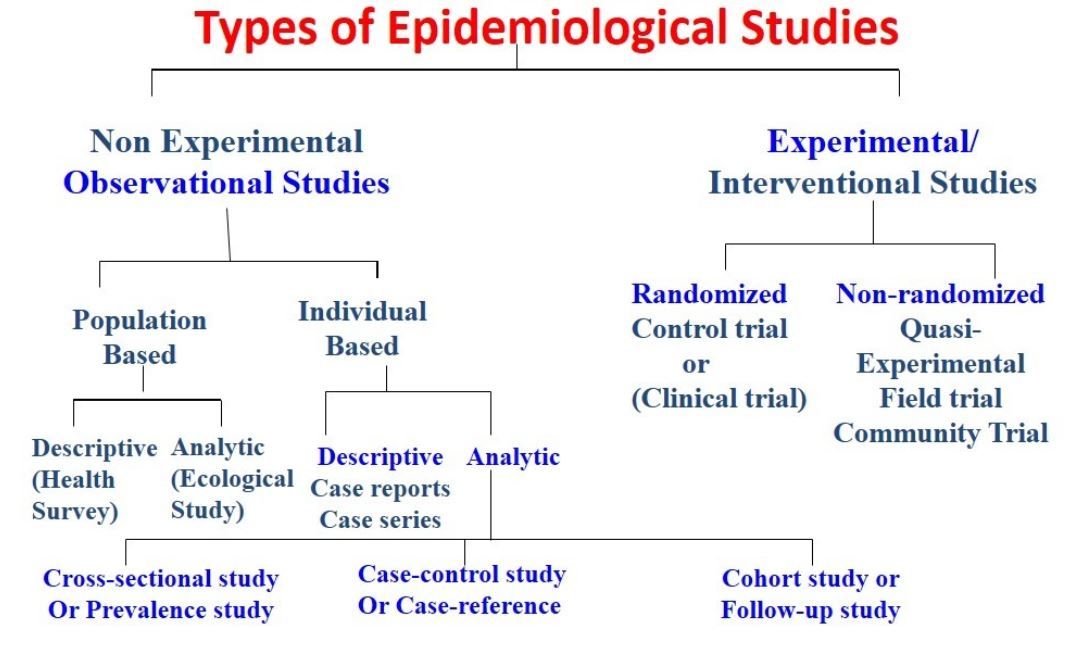 Types of Epidemiological Studies
Non Experimental
Observational Studies
Experimental/
Interventional Studies
Population
Based
Individual
Based
Randomized
Control trial
or
(Clinical trial)
Non-randomized
Quasi-
Experimental
Field trial
Community Trial
Descriptive
(Health
Survey)
Analytic
(Ecological
Study)
Descriptive
Case reports
Case series
Analytic
Cross-sectional study
Or Prevalence study
Case-control study
Or Case-reference
Cohort study or
Follow-up study